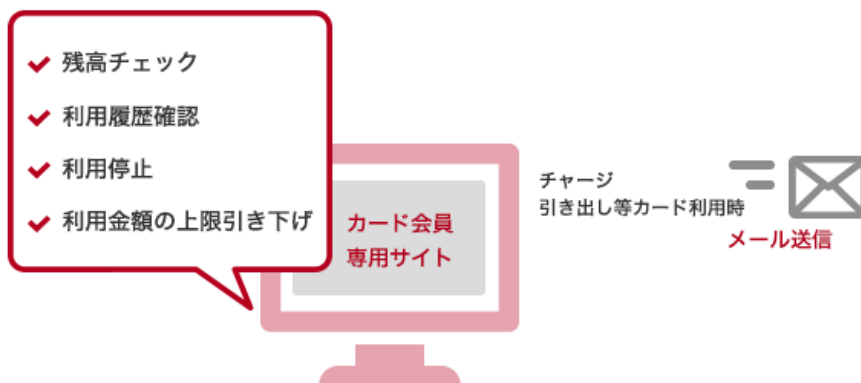 残高チェック
利用履歴確認
利用停止
利用金額の上限引き下げ
カード会員
専用サイト
チャージ
引き出し等カード利用時
メール送信